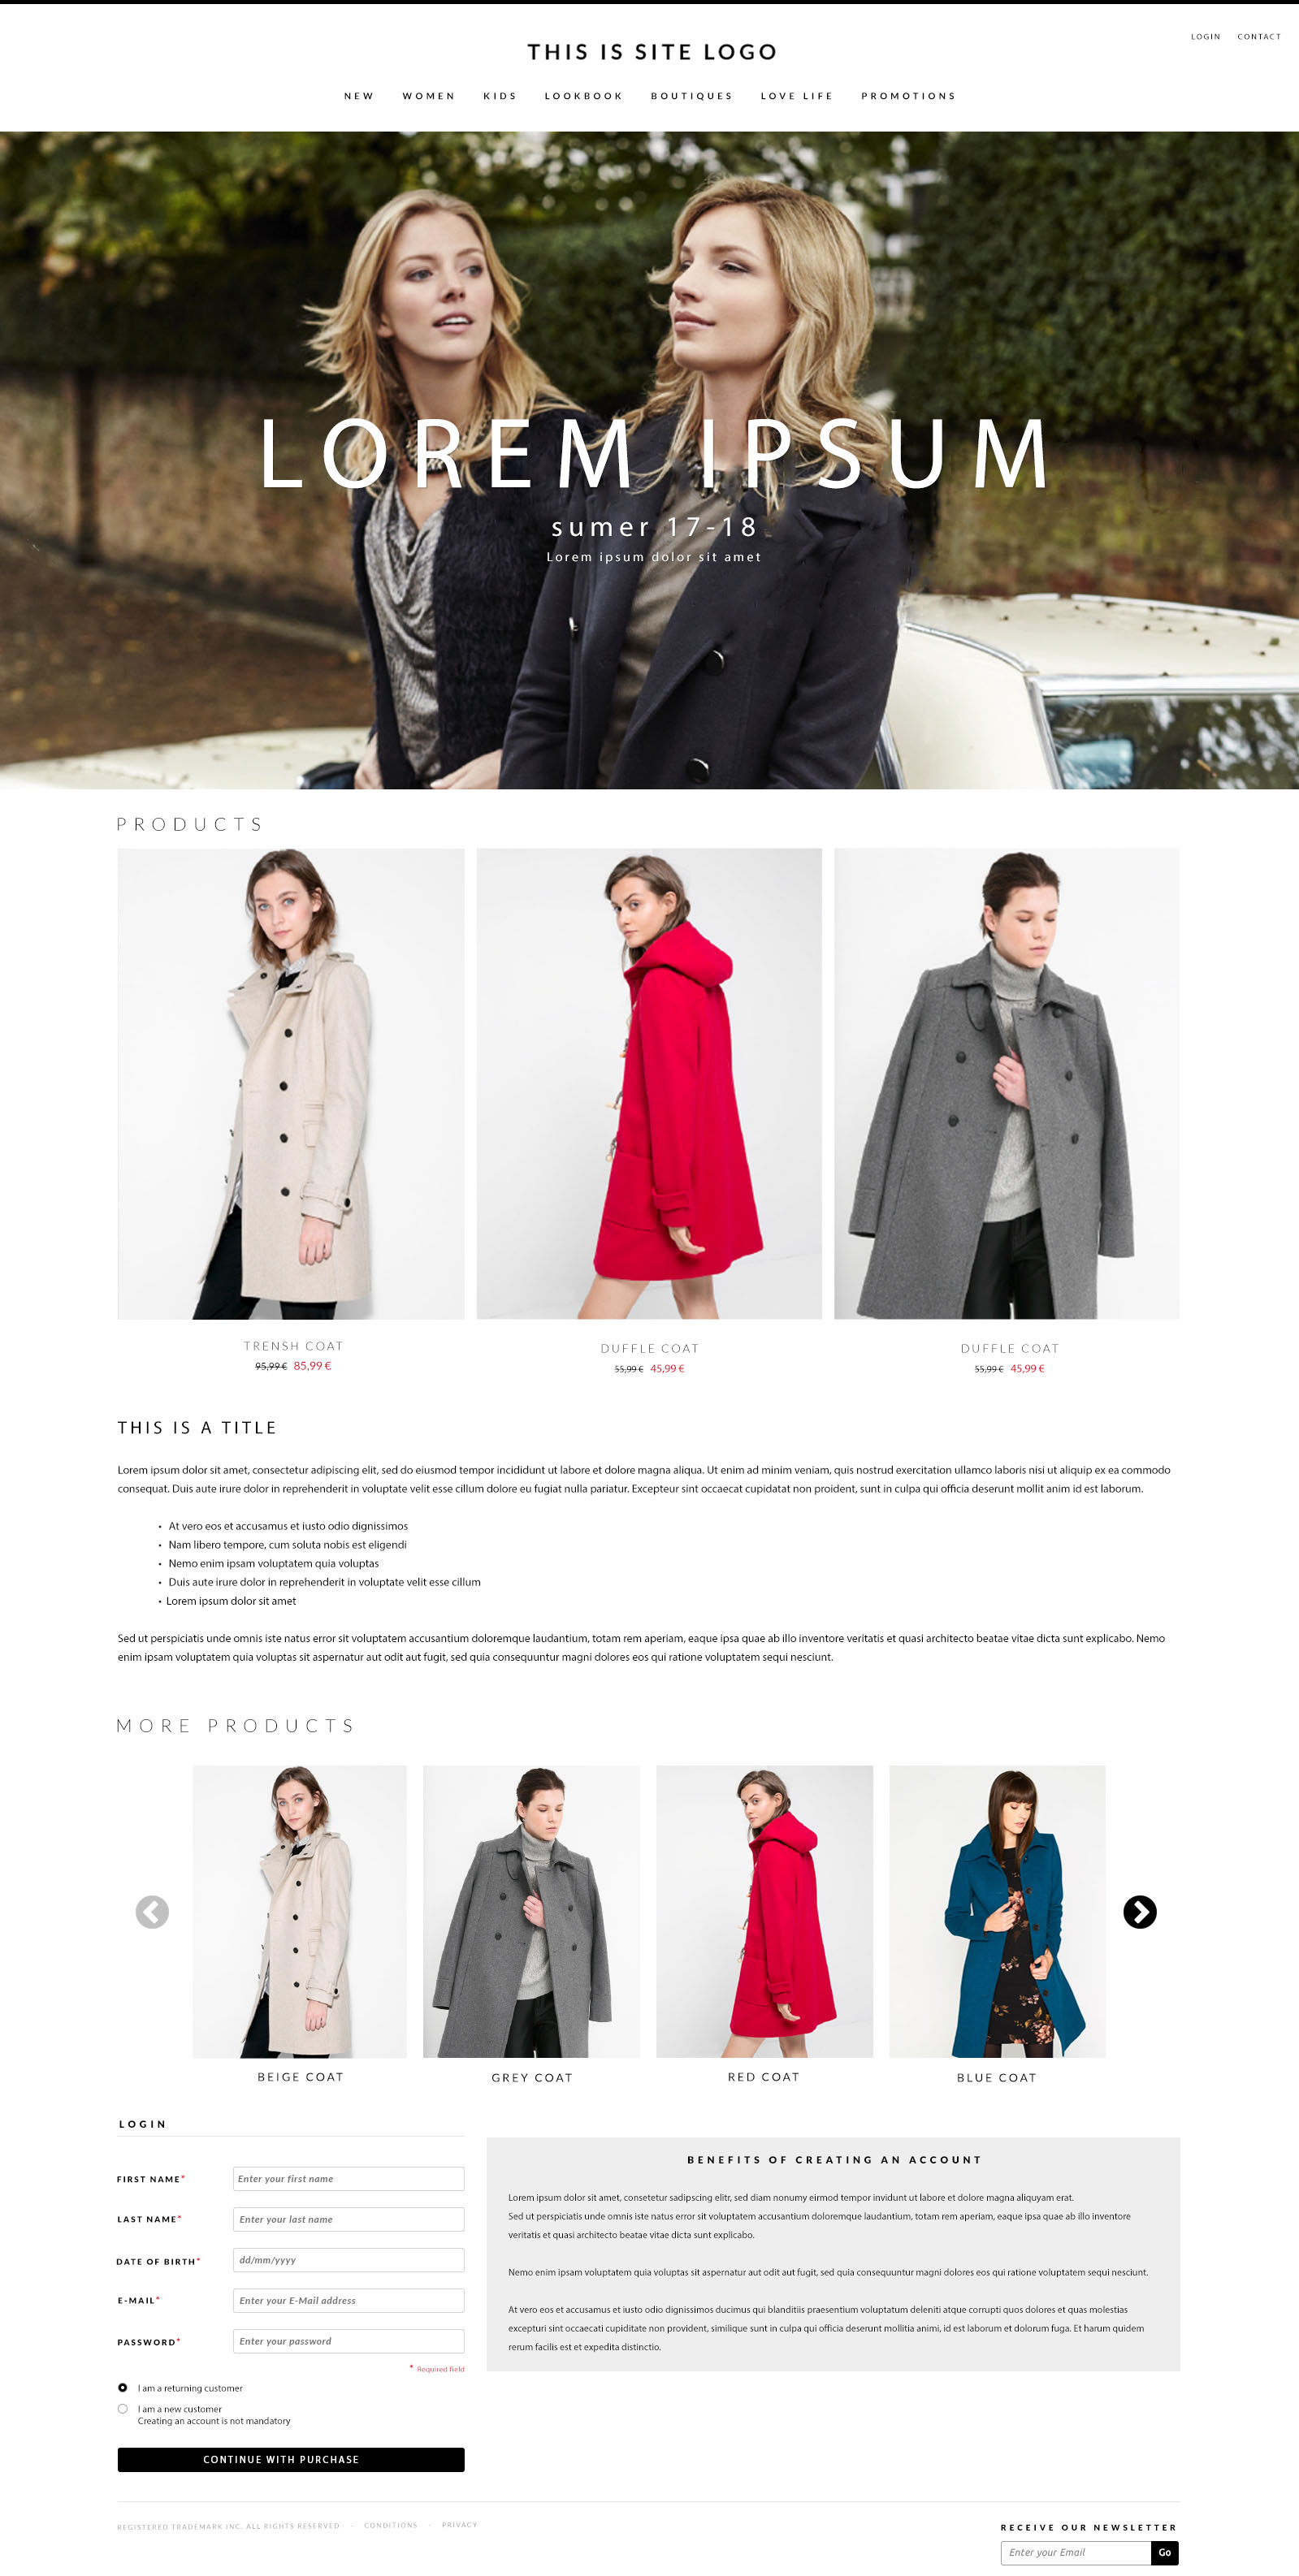 LOGIN CONTACT
THIS IS SITE LOGO
NEW WOMEN KIDS LOOKBOOK BOUTIQUES LOVE LIFE PROMOTIONS
LOREM IPSUM
sumer 17-18
Lorem ipsum dolor sit amet
PRODUCTS
TRENSH COAT
95,99 € 85,99 €
DUFFLE COAT
55,99 € 45,99 €
DUFFLE COAT
55,99 € 45,99 €
THIS IS A TITLE
Lorem ipsum dolor sit amet, consectetur adipiscing elit, sed do eiusmod tempor incididunt ut labore et dolore magna aliqua. Ut enim ad minim veniam, quis nostrud exercitation ullamco laboris nisi ut aliquip ex ea commodo
consequat. Duis aute irure dolor in reprehenderit in voluptate velit esse cillum dolore eu fugiat nulla pariatur. Excepteur sint occaecat cupidatat non proident, sunt in culpa qui officia deserunt mollit anim id est laborum.
• At vero eos et accusamus et iusto odio dignissimos
• Nam libero tempore, cum soluta nobis est eligendi
• Nemo enim ipsam voluptatem quia voluptas
• Duis aute irure dolor in reprehenderit in voluptate velit esse cillum
• Lorem ipsum dolor sit amet
Sed ut perspiciatis unde omnis iste natus error sit voluptatem accusantium doloremque laudantium, totam rem aperiam, eaque ipsa quae ab illo inventore veritatis et quasi architecto beatae vitae dicta sunt explicabo. Nemo
enim ipsam voluptatem quia voluptas sit aspernatur aut odit aut fugit, sed quia consequuntur magni dolores eos qui ratione voluptatem sequi nesciunt.
MORE PRODUCTS
BEIGE COAT
GREY COAT
RED COAT
BLUE COAT
LOGIN
FIRST NAME* Enter your first name
LAST NAME* Enter your last name
DATE OF BIRTH* dd/mm/yyyy
E-MAIL* Enter your E-Mail address
PASSWORD* Enter your password
* Required field
I am a returning customer
I am a new customer
Creating an account is not mandatory
CONTINUE WITH PURCHASE
BENEFITS OF CREATING AN ACCOUNT
Lorem ipsum dolor sit amet, consetetur sadipscing elitr, sed diam nonumy eirmod tempor invidunt ut labore et dolore magna aliquyam erat.
Sed ut perspiciatis unde omnis iste natus error sit voluptatem accusantium doloremque laudantium, totam rem aperiam, eaque ipsa quae ab illo inventore
veritatis et quasi architecto beatae vitae dicta sunt explicabo.
Nemo enim ipsam voluptatem quia voluptas sit aspernatur aut odit aut fugit, sed quia consequuntur magni dolores eos qui ratione voluptatem sequi nesciunt.
At vero eos et accusamus et iusto odio dignissimos ducimus qui blanditiis praesentium voluptatum deleniti atque corrupti quos dolores et quas molestias
excepturi sint occaecati cupiditate non provident, similique sunt in culpa qui officia deserunt mollitia animi, id est laborum et dolorum fuga. Et harum quidem
rerum facilis est et expedita distinctio.
REGISTERED TRADEMARK INC. ALL RIGHTS RESERVED - CONDITIONS - PRIVACY
RECEIVE OUR NEWSLETTER
Enter your Email Go